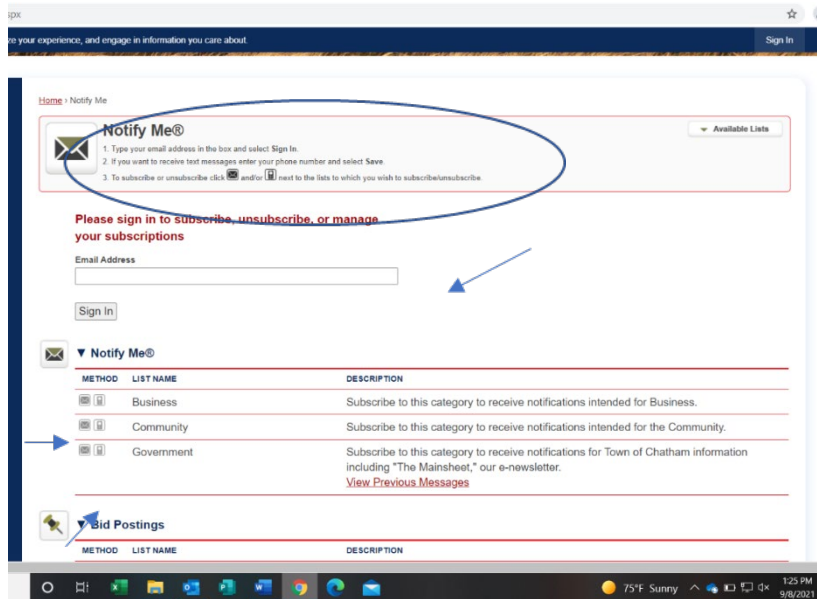 spx
ze your experience, and engage in information you care about.
Sign In
Home › Notify Me
Notify Me®
Available Lists
1. Type your email address in the box and select Sign In.
2. If you want to receive text messages enter your phone number and select Save.
3. To subscribe or unsubscribe click and/or next to the lists to which you wish to subscribe/unsubscribe.
Please sign in to subscribe, unsubscribe, or manage
your subscriptions
Email Address
Sign In
▼ Notify Me®
METHOD LIST NAME DESCRIPTION
Business Subscribe to this category to receive notifications intended for Business.
Community Subscribe to this category to receive notifications intended for the Community.
Government Subscribe to this category to receive notifications for Town of Chatham information
including "The Mainsheet," our e-newsletter.
View Previous Messages
▼ Bid Postings
METHOD LIST NAME DESCRIPTION
75°F Sunny
1:25 PM
9/8/2021